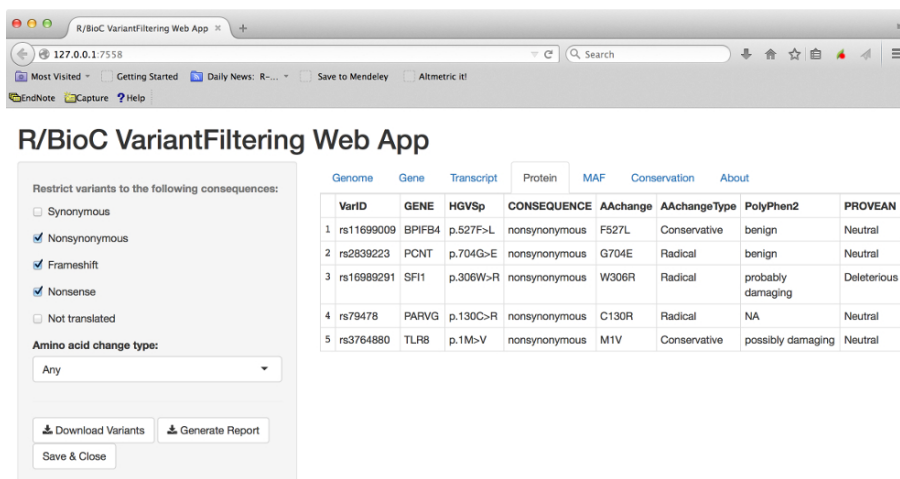 R/BioC VariantFiltering Web App × +
127.0.0.1:7558 Search
Most Visited Getting Started Daily News: R-... Save to Mendeley Altmetric it!
EndNote Capture ? Help
R/BioC VariantFiltering Web App
Restrict variants to the following consequences:
Synonymous
Nonsynonymous
Frameshift
Nonsense
Not translated
Amino acid change type:
Any
Download Variants Generate Report
Save & Close
Genome Gene Transcript Protein MAF Conservation About
VarID GENE HGVSp CONSEQUENCE AAchange AAchangeType PolyPhen2 PROVEAN
1 rs11699009 BPIFB4 p.527F>L nonsynonymous F527L Conservative benign Neutral
2 rs2839223 PCNT p.704G>E nonsynonymous G704E Radical benign Neutral
3 rs16989291 SFI1 p.306W>R nonsynonymous W306R Radical probably Deleterious
damaging
4 rs79478 PARVG p.130C>R nonsynonymous C130R Radical NA Neutral
5 rs3764880 TLR8 p.1M>V nonsynonymous M1V Conservative possibly damaging Neutral